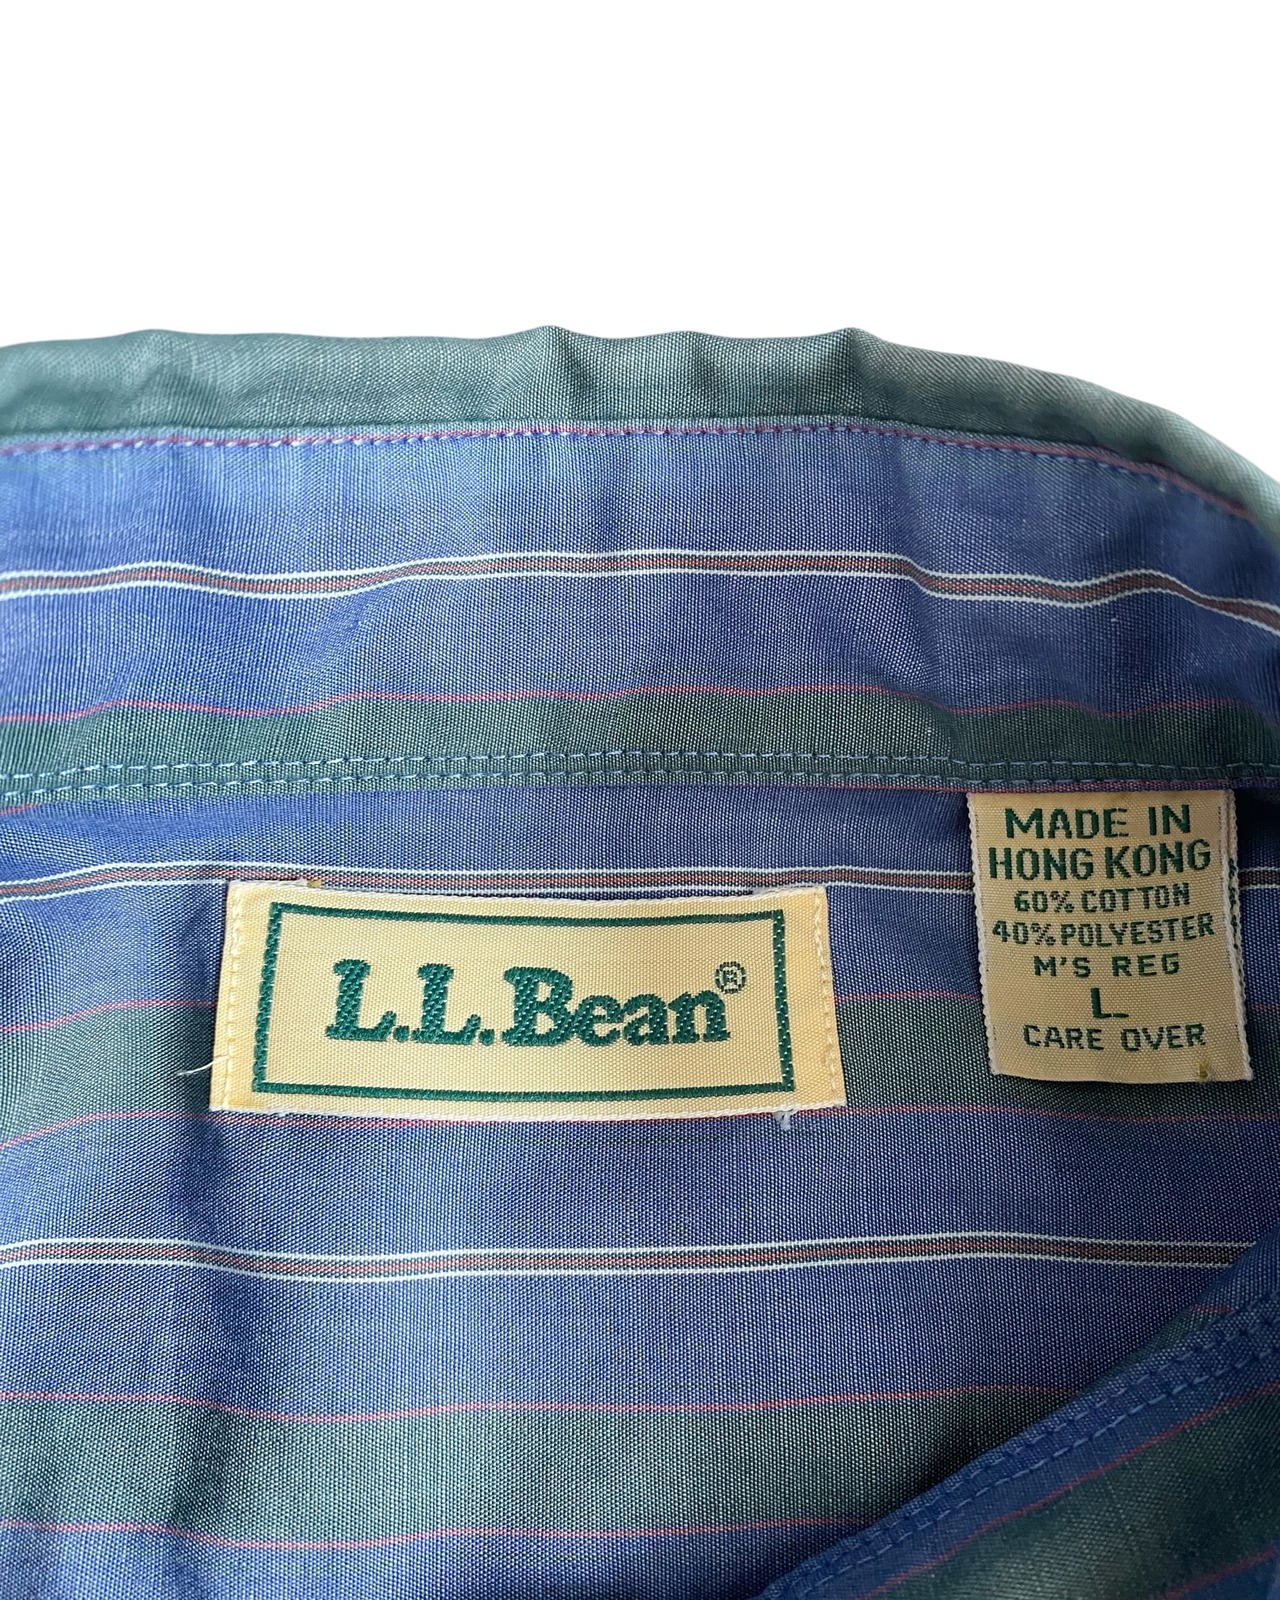 L.L.Bean®
MADE IN
HONG KONG
60% COTTON
40% POLYESTER
M'S REG
L
CARE OVER